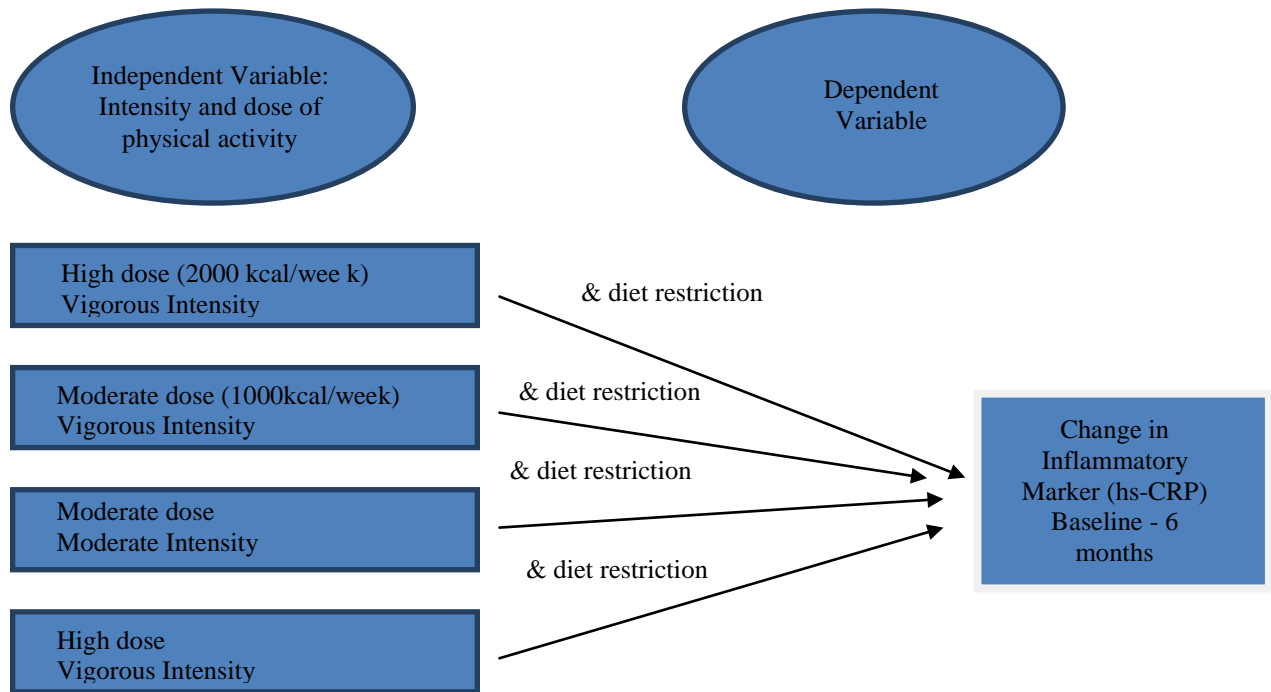 Independent Variable:
Intensity and dose of
physical activity
Dependent
Variable
High dose (2000 kcal/wee k)
Vigorous Intensity
& diet restriction
Moderate dose (1000kcal/week)
Vigorous Intensity
& diet restriction
& diet restriction
Moderate dose
Moderate Intensity
& diet restriction
High dose
Vigorous Intensity
Change in
Inflammatory
Marker (hs-CRP)
Baseline - 6
months